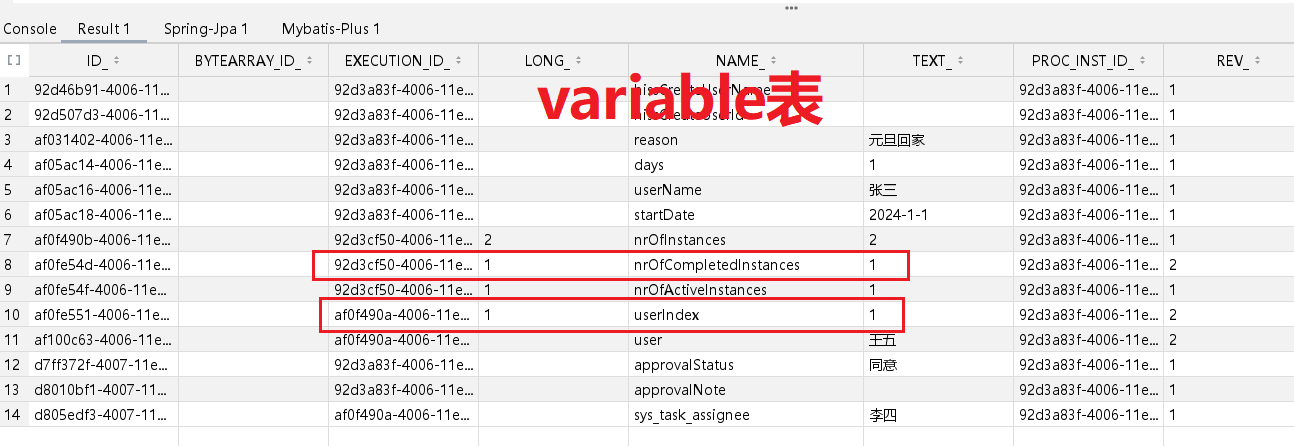 Console Result 1 Spring-Jpa 1 Mybatis-Plus 1
ID_ BYTEARRAY_ID_ EXECUTION_ID_ LONG_ NAME_ TEXT_ PROC_INST_ID_ REV_
variable表
1 92d46b91-4006-11e... 92d3a83f-4006-11e... hissCreateUserName 92d3a83f-4006-11e... 1
2 92d507d3-4006-11e... 92d3a83f-4006-11e... hissCreateUserId 92d3a83f-4006-11e... 1
3 af031402-4006-11e... 92d3a83f-4006-11e... reason 元旦回家 92d3a83f-4006-11e... 1
4 af05ac14-4006-11e... 92d3a83f-4006-11e... days 1 92d3a83f-4006-11e... 1
5 af05ac16-4006-11e... 92d3a83f-4006-11e... userName 张三 92d3a83f-4006-11e... 1
6 af05ac18-4006-11e... 92d3a83f-4006-11e... startDate 2024-1-1 92d3a83f-4006-11e... 1
7 af0f490b-4006-11e... 92d3cf50-4006-11e... 2 nrOfInstances 2 92d3a83f-4006-11e... 1
8 af0fe54d-4006-11e... 92d3cf50-4006-11e... 1 nrOfCompletedInstances 1 92d3a83f-4006-11e... 2
9 af0fe54f-4006-11e... 92d3cf50-4006-11e... 1 nrOfActiveInstances 1 92d3a83f-4006-11e... 1
10 af0fe551-4006-11e... af0f490a-4006-11e... 1 userIndex 1 92d3a83f-4006-11e... 2
11 af100c63-4006-11e... af0f490a-4006-11e... user 王五 92d3a83f-4006-11e... 2
12 d7ff372f-4007-11e... 92d3a83f-4006-11e... approvalStatus 同意 92d3a83f-4006-11e... 1
13 d8010bf1-4007-11... 92d3a83f-4006-11e... approvalNote 92d3a83f-4006-11e... 1
14 d805edf3-4007-11... af0f490a-4006-11e... sys_task_assignee 李四 92d3a83f-4006-11e... 1